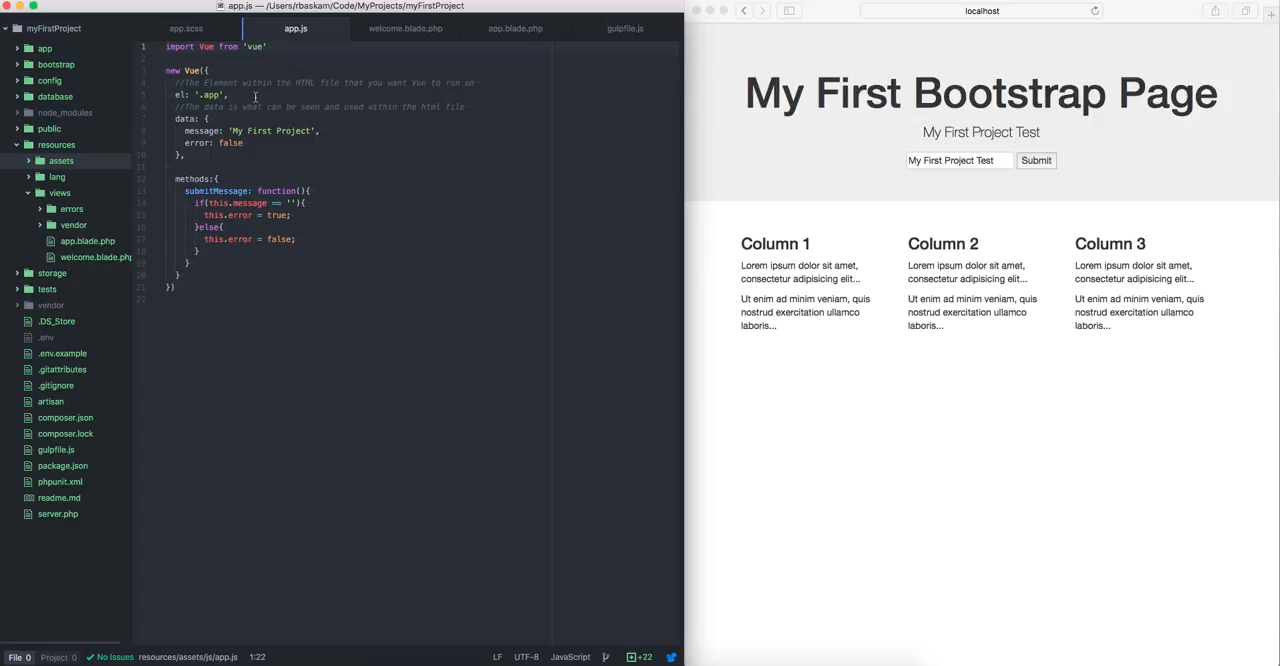 app.js — /Users/rbaskam/Code/MyProjects/myFirstProject
myFirstProject
app
bootstrap
config
database
node_modules
public
resources
assets
lang
views
errors
vendor
app.blade.php
welcome.blade.php
storage
tests
vendor
.DS_Store
.env
.env.example
.gitattributes
.gitignore
artisan
composer.json
composer.lock
gulpfile.js
package.json
phpunit.xml
readme.md
server.php
app.scss
app.js
welcome.blade.php
app.blade.php
gulpfile.js
1 import Vue from 'vue'
2
3 new Vue({
4 //The Element within the HTML file that you want Vue to run on
5 el: '.app',
6 //The data is what can be seen and used within the html file
7 data: {
8 message: 'My First Project',
9 error: false
10 },
11
12 methods:{
13 submitMessage: function(){
14 if(this.message == ''){
15 this.error = true;
16 }else{
17 this.error = false;
18 }
19 }
20 }
21 })
22
File 0 Project 0 No Issues resources/assets/js/app.js 1:22 LF UTF-8 JavaScript +22
localhost
My First Bootstrap Page
My First Project Test
My First Project Test Submit
Column 1
Lorem ipsum dolor sit amet,
consectetur adipisicing elit...
Ut enim ad minim veniam, quis
nostrud exercitation ullamco
laboris...
Column 2
Lorem ipsum dolor sit amet,
consectetur adipisicing elit...
Ut enim ad minim veniam, quis
nostrud exercitation ullamco
laboris...
Column 3
Lorem ipsum dolor sit amet,
consectetur adipisicing elit...
Ut enim ad minim veniam, quis
nostrud exercitation ullamco
laboris...